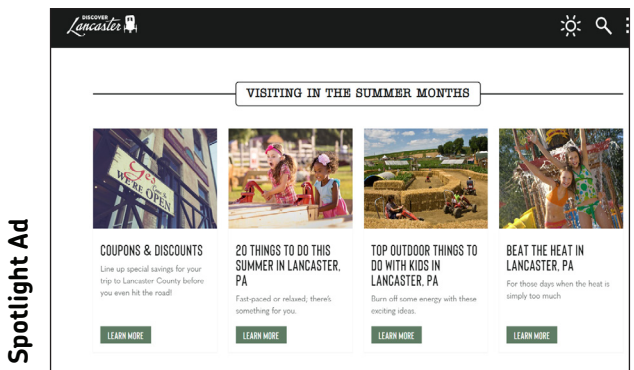 Spotlight Ad
DISCOVER
Lancaster
VISITING IN THE SUMMER MONTHS
Yes
WE'RE OPEN
COUPONS & DISCOUNTS
Line up special savings for your
trip to Lancaster County before
you even hit the road!
LEARN MORE
20 THINGS TO DO THIS
SUMMER IN LANCASTER,
PA
Fast-paced or relaxed, there's
something for you.
LEARN MORE
TOP OUTDOOR THINGS TO
DO WITH KIDS IN
LANCASTER, PA
Burn off some energy with these
exciting ideas.
LEARN MORE
BEAT THE HEAT IN
LANCASTER, PA
For those days when the heat is
simply too much
LEARN MORE